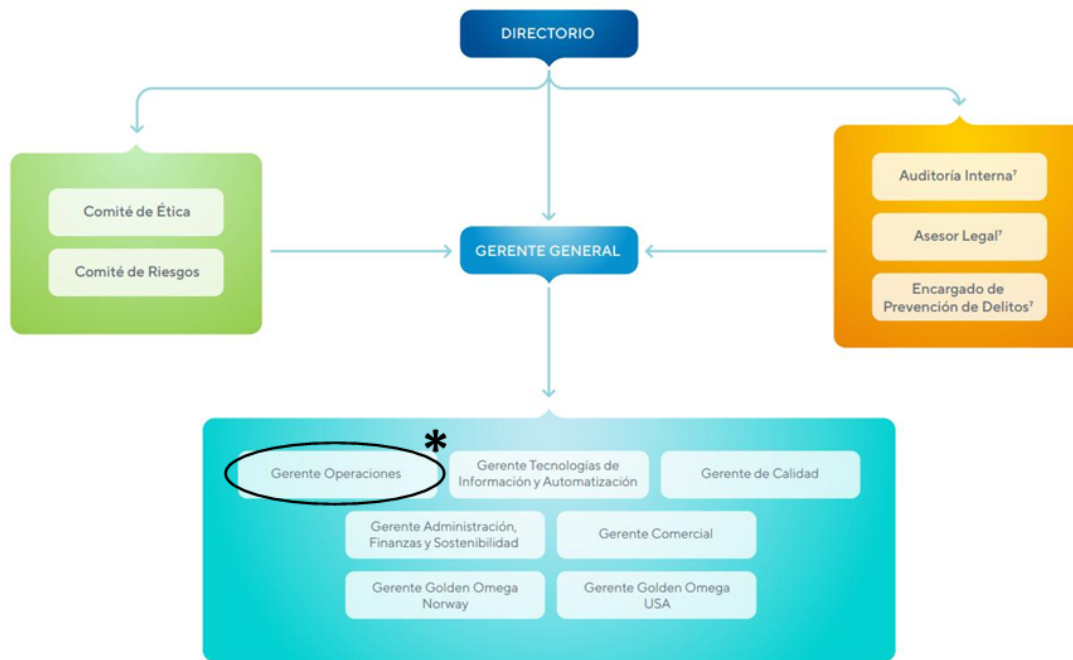 DIRECTORIO
Comité de Ética
Comité de Riesgos
GERENTE GENERAL
Auditoría Interna⁷
Asesor Legal⁷
Encargado de
Prevención de Delitos⁷
*
Gerente Operaciones
Gerente Tecnologías de
Información y Automatización
Gerente de Calidad
Gerente Administración,
Finanzas y Sostenibilidad
Gerente Comercial
Gerente Golden Omega
Norway
Gerente Golden Omega
USA